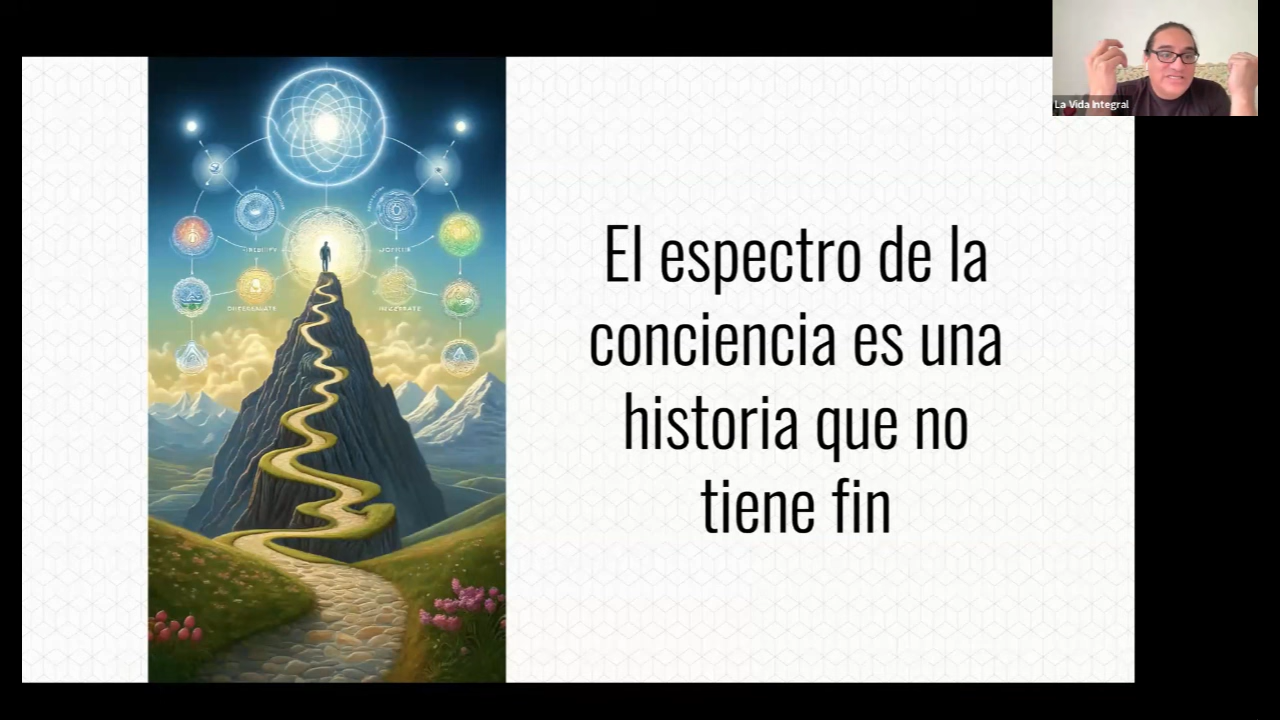 La Vida Integral
El espectro de la
conciencia es una
historia que no
tiene fin